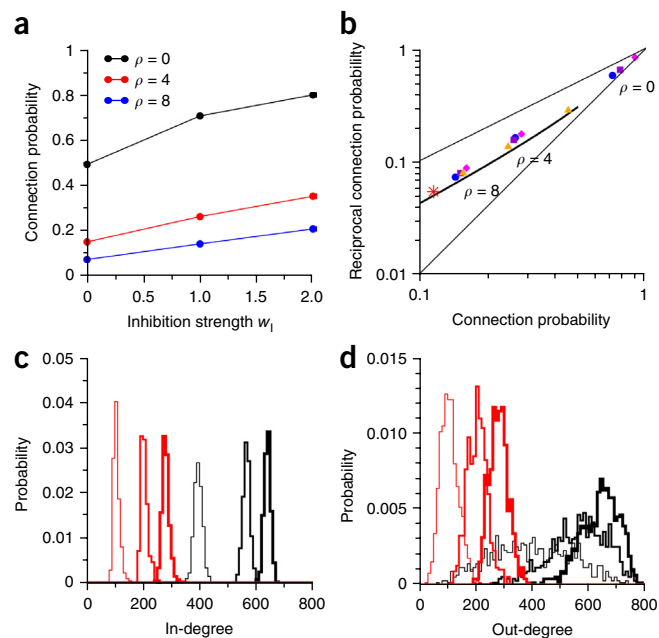 a
1
0.8
0.6
0.4
0.2
0
Connection probability
ρ = 0
ρ = 4
ρ = 8
0 0.5 1.0 1.5 2.0
Inhibition strength wI
b
1
0.1
0.01
Reciprocal connection probability
ρ = 0
ρ = 4
ρ = 8
0.1 1
Connection probability
c
0.05
0.04
0.03
0.02
0.01
0
Probability
0 200 400 600 800
In-degree
d
0.015
0.010
0.005
0.000
Probability
0 200 400 600 800
Out-degree